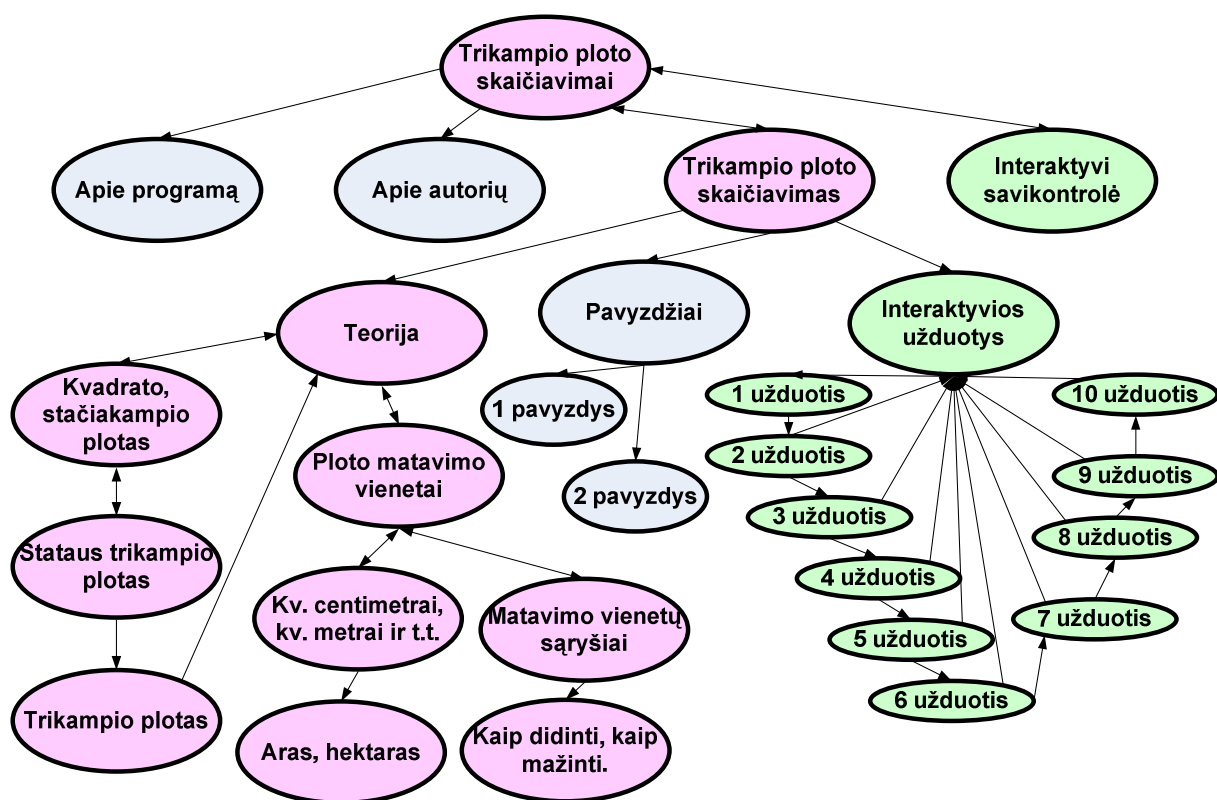 Trikampio ploto
skaičiavimai
Apie programą
Apie autorių
Trikampio ploto
skaičiavimas
Interaktyvi
savikontrolė
Teorija
Pavyzdžiai
Interaktyvios
užduotys
Kvadrato,
stačiakampio
plotas
1 pavyzdys
1 užduotis
10 užduotis
Ploto matavimo
vienetai
2 pavyzdys
2 užduotis
9 užduotis
3 užduotis
8 užduotis
Stataus trikampio
plotas
4 užduotis
Kv. centimetrai,
kv. metrai ir t.t.
Matavimo vienetų
sąryšiai
7 užduotis
5 užduotis
6 užduotis
Trikampio plotas
Aras, hektaras
Kaip didinti, kaip
mažinti.